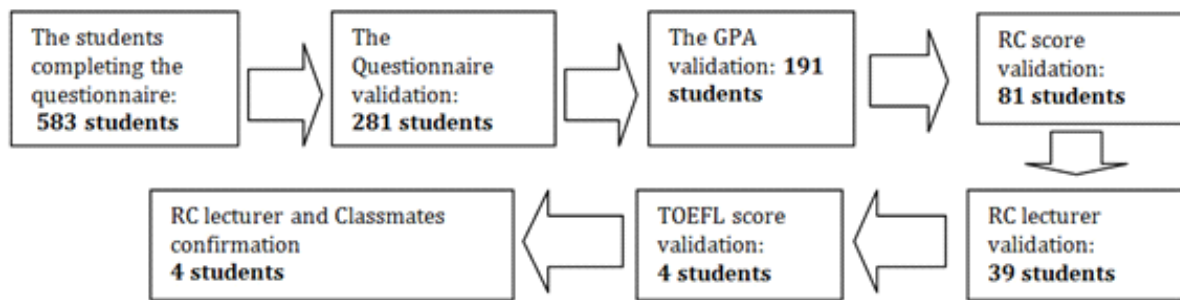 The students
completing the
questionnaire:
583 students
The
Questionnaire
validation:
281 students
The GPA
validation: 191
students
RC score
validation:
81 students
RC lecturer
validation:
39 students
TOEFL score
validation:
4 students
RC lecturer and Classmates
confirmation
4 students